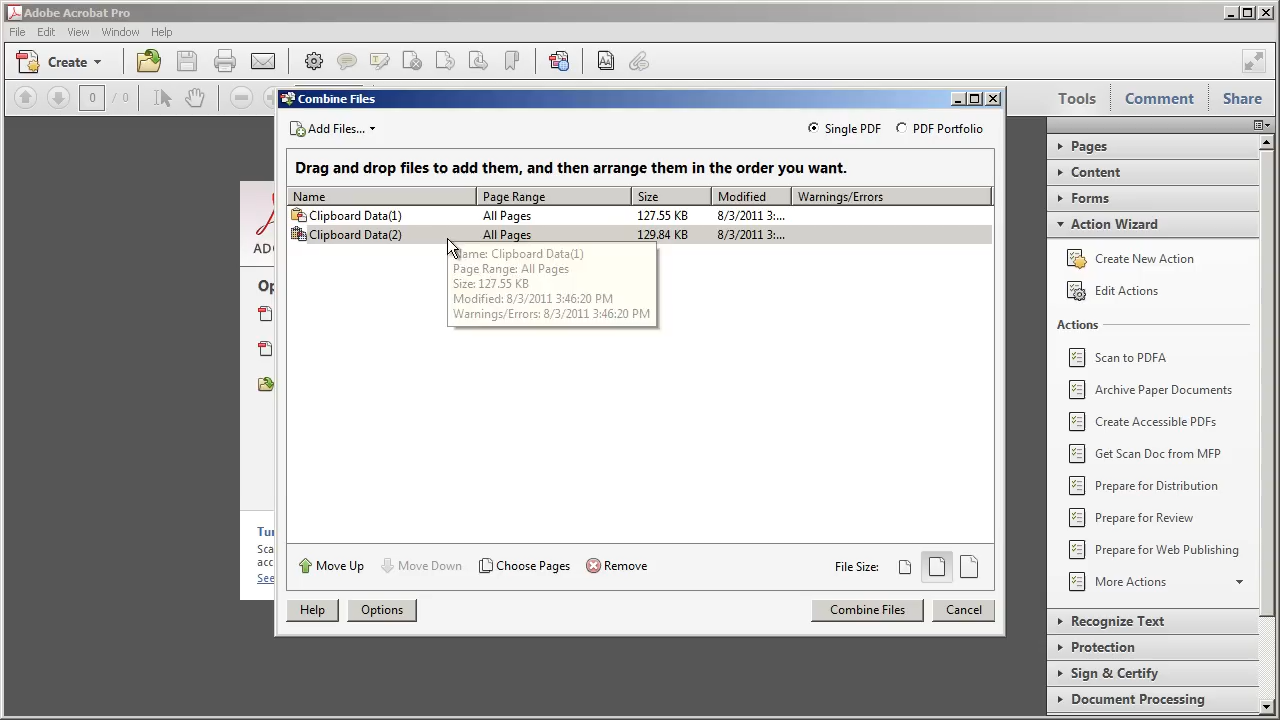 Adobe Acrobat Pro
File Edit View Window Help
Create
0 / 0
Tools Comment Share
Combine Files
Add Files...
Single PDF PDF Portfolio
Drag and drop files to add them, and then arrange them in the order you want.
Name Page Range Size Modified Warnings/Errors
Clipboard Data(1) All Pages 127.55 KB 8/3/2011 3:...
Clipboard Data(2) All Pages 129.84 KB 8/3/2011 3:...
ame: Clipboard Data(1)
Page Range: All Pages
Size: 127.55 KB
Modified: 8/3/2011 3:46:20 PM
Warnings/Errors: 8/3/2011 3:46:20 PM
Move Up Move Down Choose Pages Remove File Size:
Help Options Combine Files Cancel
ADO
Op
Tur
Sca
acc
See
Pages
Content
Forms
Action Wizard
Create New Action
Edit Actions
Actions
Scan to PDFA
Archive Paper Documents
Create Accessible PDFs
Get Scan Doc from MFP
Prepare for Distribution
Prepare for Review
Prepare for Web Publishing
More Actions
Recognize Text
Protection
Sign & Certify
Document Processing